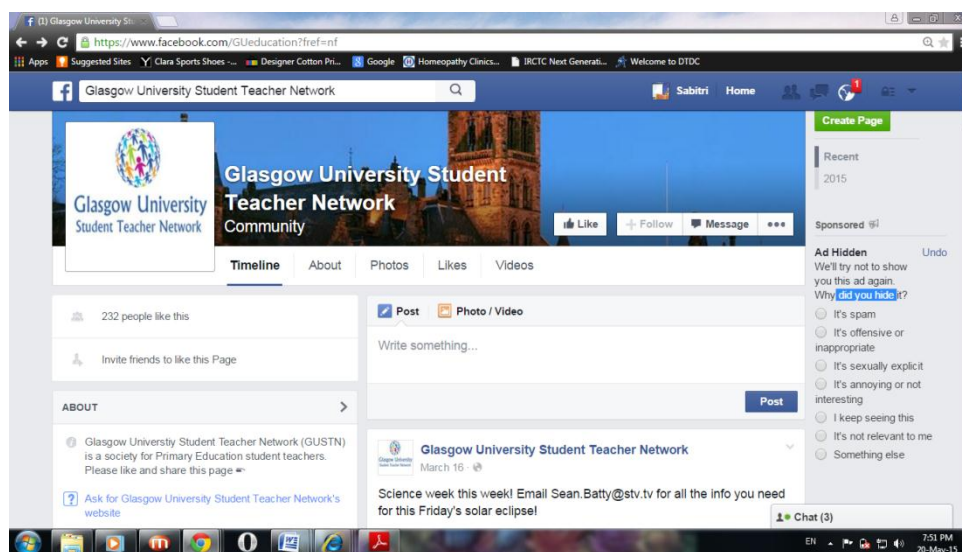 (1) Glasgow University St
https://www.facebook.com/GUeducation?fref=nf
Apps Suggested Sites Clara Sports Shoes -... Designer Cotton Pri... Google Homeopathy Clinics... IRCTC Next Generati... Welcome to DTDC
Glasgow University Student Teacher Network
Sabitri Home 1
Glasgow University
Student Teacher Network
Glasgow University Student
Teacher Network
Community
Like Follow Message
Timeline About Photos Likes Videos
232 people like this
Invite friends to like this Page
ABOUT
Glasgow Universtiy Student Teacher Network (GUSTN)
is a society for Primary Education student teachers.
Please like and share this page
Ask for Glasgow University Student Teacher Network's
website
Post Photo / Video
Write something...
Post
Glasgow University Student Teacher Network
March 16
Science week this week! Email Sean.Batty@stv.tv for all the info you need
for this Friday's solar eclipse!
Create Page
Recent
2015
Sponsored
Ad Hidden Undo
We'll try not to show
you this ad again.
Why did you hide it?
It's spam
It's offensive or
inappropriate
It's sexually explicit
It's annoying or not
interesting
I keep seeing this
It's not relevant to me
Something else
1 Chat (3)
EN 7:51 PM
20-May-15